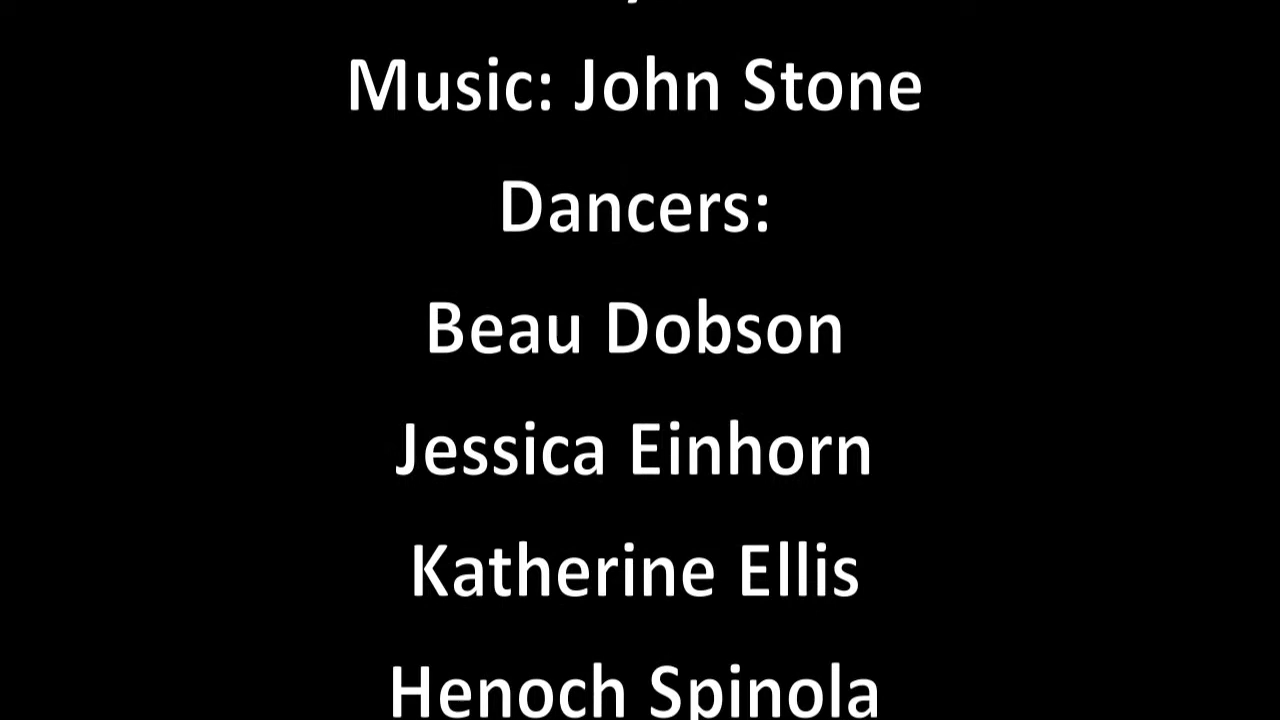 Music: John Stone
Dancers:
Beau Dobson
Jessica Einhorn
Katherine Ellis
Henoch Spinola